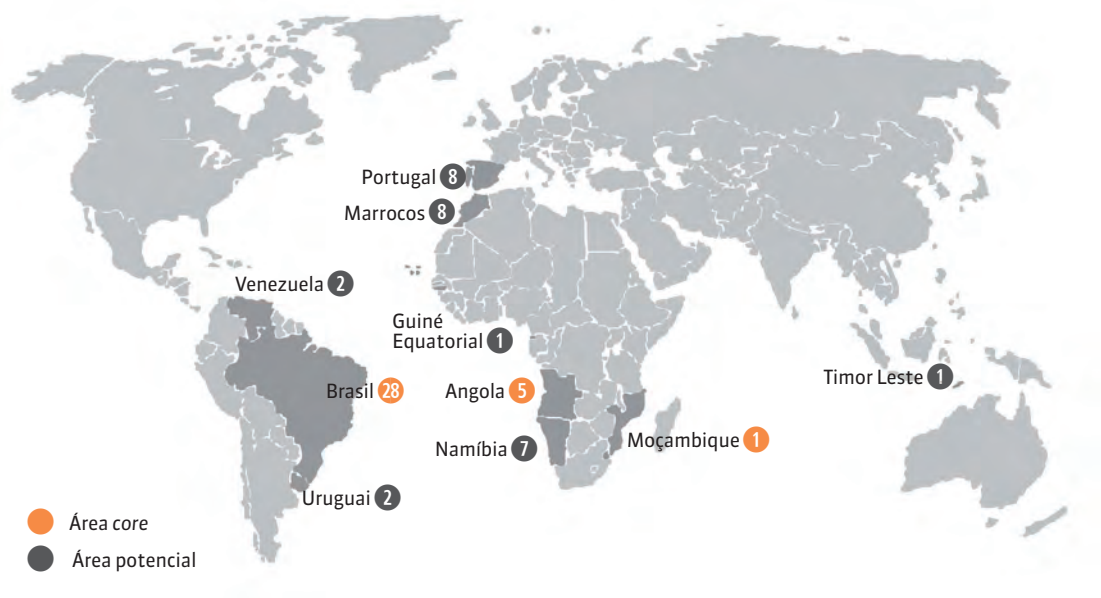 Portugal 8
Marrocos 8
Venezuela 2
Guiné
Equatorial 1
Timor Leste 1
Brasil 28
Angola 5
Moçambique 1
Namíbia 7
Uruguai 2
Área core
Área potencial